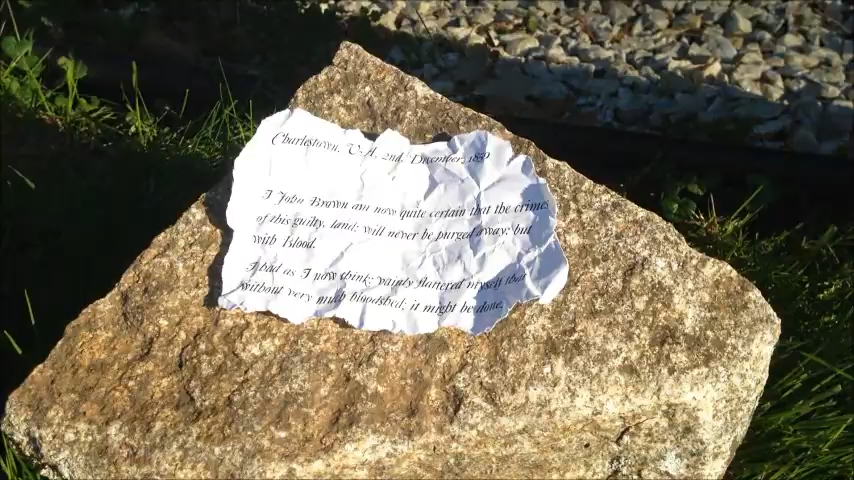 Charlestown, VA, 2nd, December, 1859
I John Brown am now quite certain that the crimes
of this guilty, land: will never be purged away: but
with Blood.
I had as I now think: vainly flattered myself that
without very much bloodshed; it might be done.